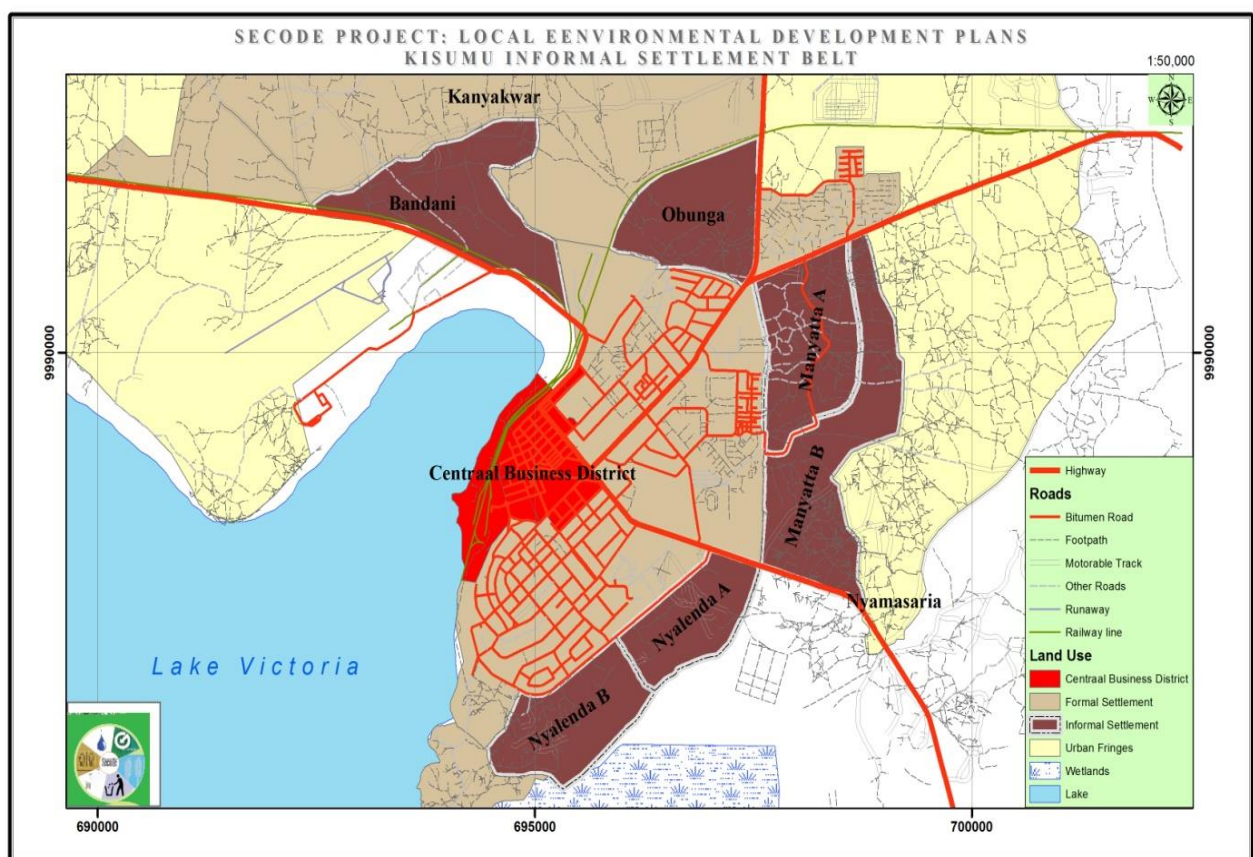 SECODE PROJECT: LOCAL EENVIRONMENTAL DEVELOPMENT PLANS
KISUMU INFORMAL SETTLEMENT BELT
1:50,000
N
W E
S
Kanyakwar
Bandani
Obunga
Manyatta A
9990000
9990000
Centraal Business District
Manyatta B
Nyalenda A
Nyamasaria
Lake Victoria
Nyalenda B
Highway
Roads
Bitumen Road
Footpath
Motorable Track
Other Roads
Runaway
Railway line
Land Use
Centraal Business District
Formal Settlement
Informal Settlement
Urban Fringes
Wetlands
Lake
Secode
690000
695000
700000